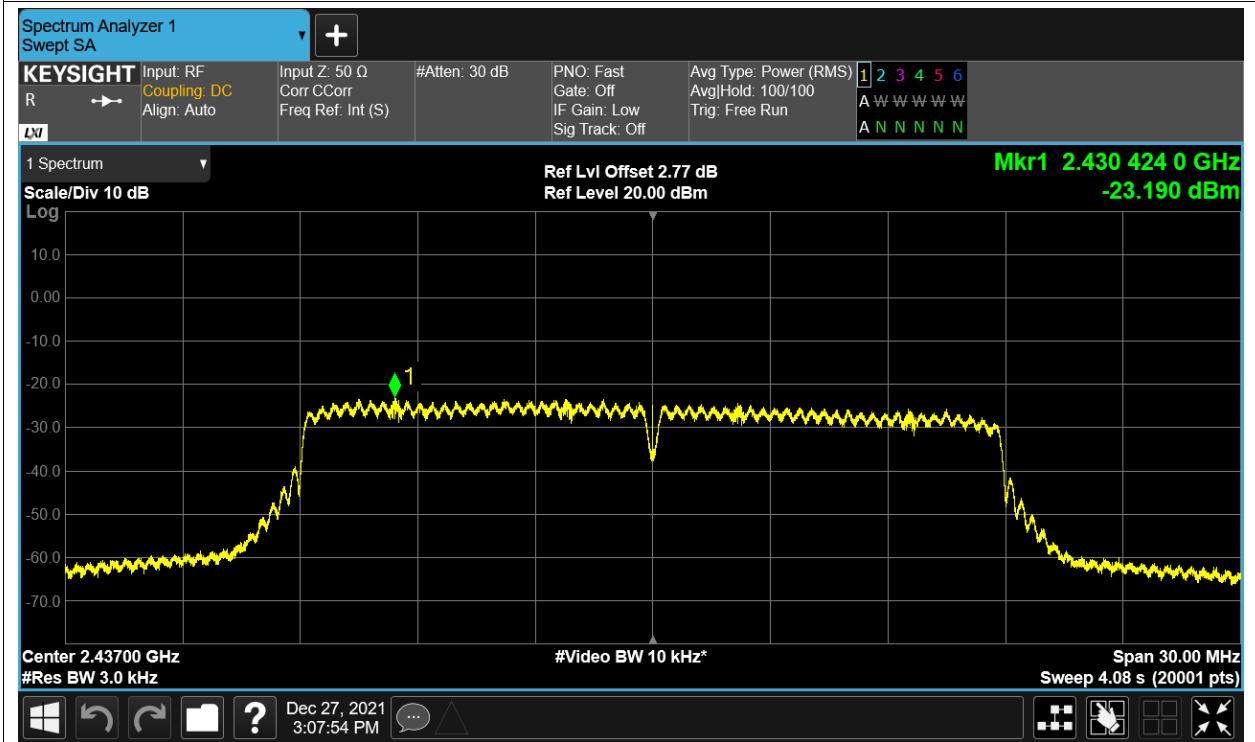 Spectrum Analyzer 1
Swept SA
+
KEYSIGHT
R
LXI
Input: RF
Coupling: DC
Align: Auto
Input Z: 50 Ω
Corr CCorr
Freq Ref: Int (S)
#Atten: 30 dB
PNO: Fast
Gate: Off
IF Gain: Low
Sig Track: Off
Avg Type: Power (RMS)
Avg|Hold: 100/100
Trig: Free Run
1 2 3 4 5 6
A W W W W W
A N N N N N
1 Spectrum
Scale/Div 10 dB
Log
Ref Lvl Offset 2.77 dB
Ref Level 20.00 dBm
Mkr1 2.430 424 0 GHz
-23.190 dBm
10.0
0.00
-10.0
-20.0
-30.0
-40.0
-50.0
-60.0
-70.0
1
Center 2.43700 GHz
#Res BW 3.0 kHz
#Video BW 10 kHz*
Span 30.00 MHz
Sweep 4.08 s (20001 pts)
?
Dec 27, 2021
3:07:54 PM